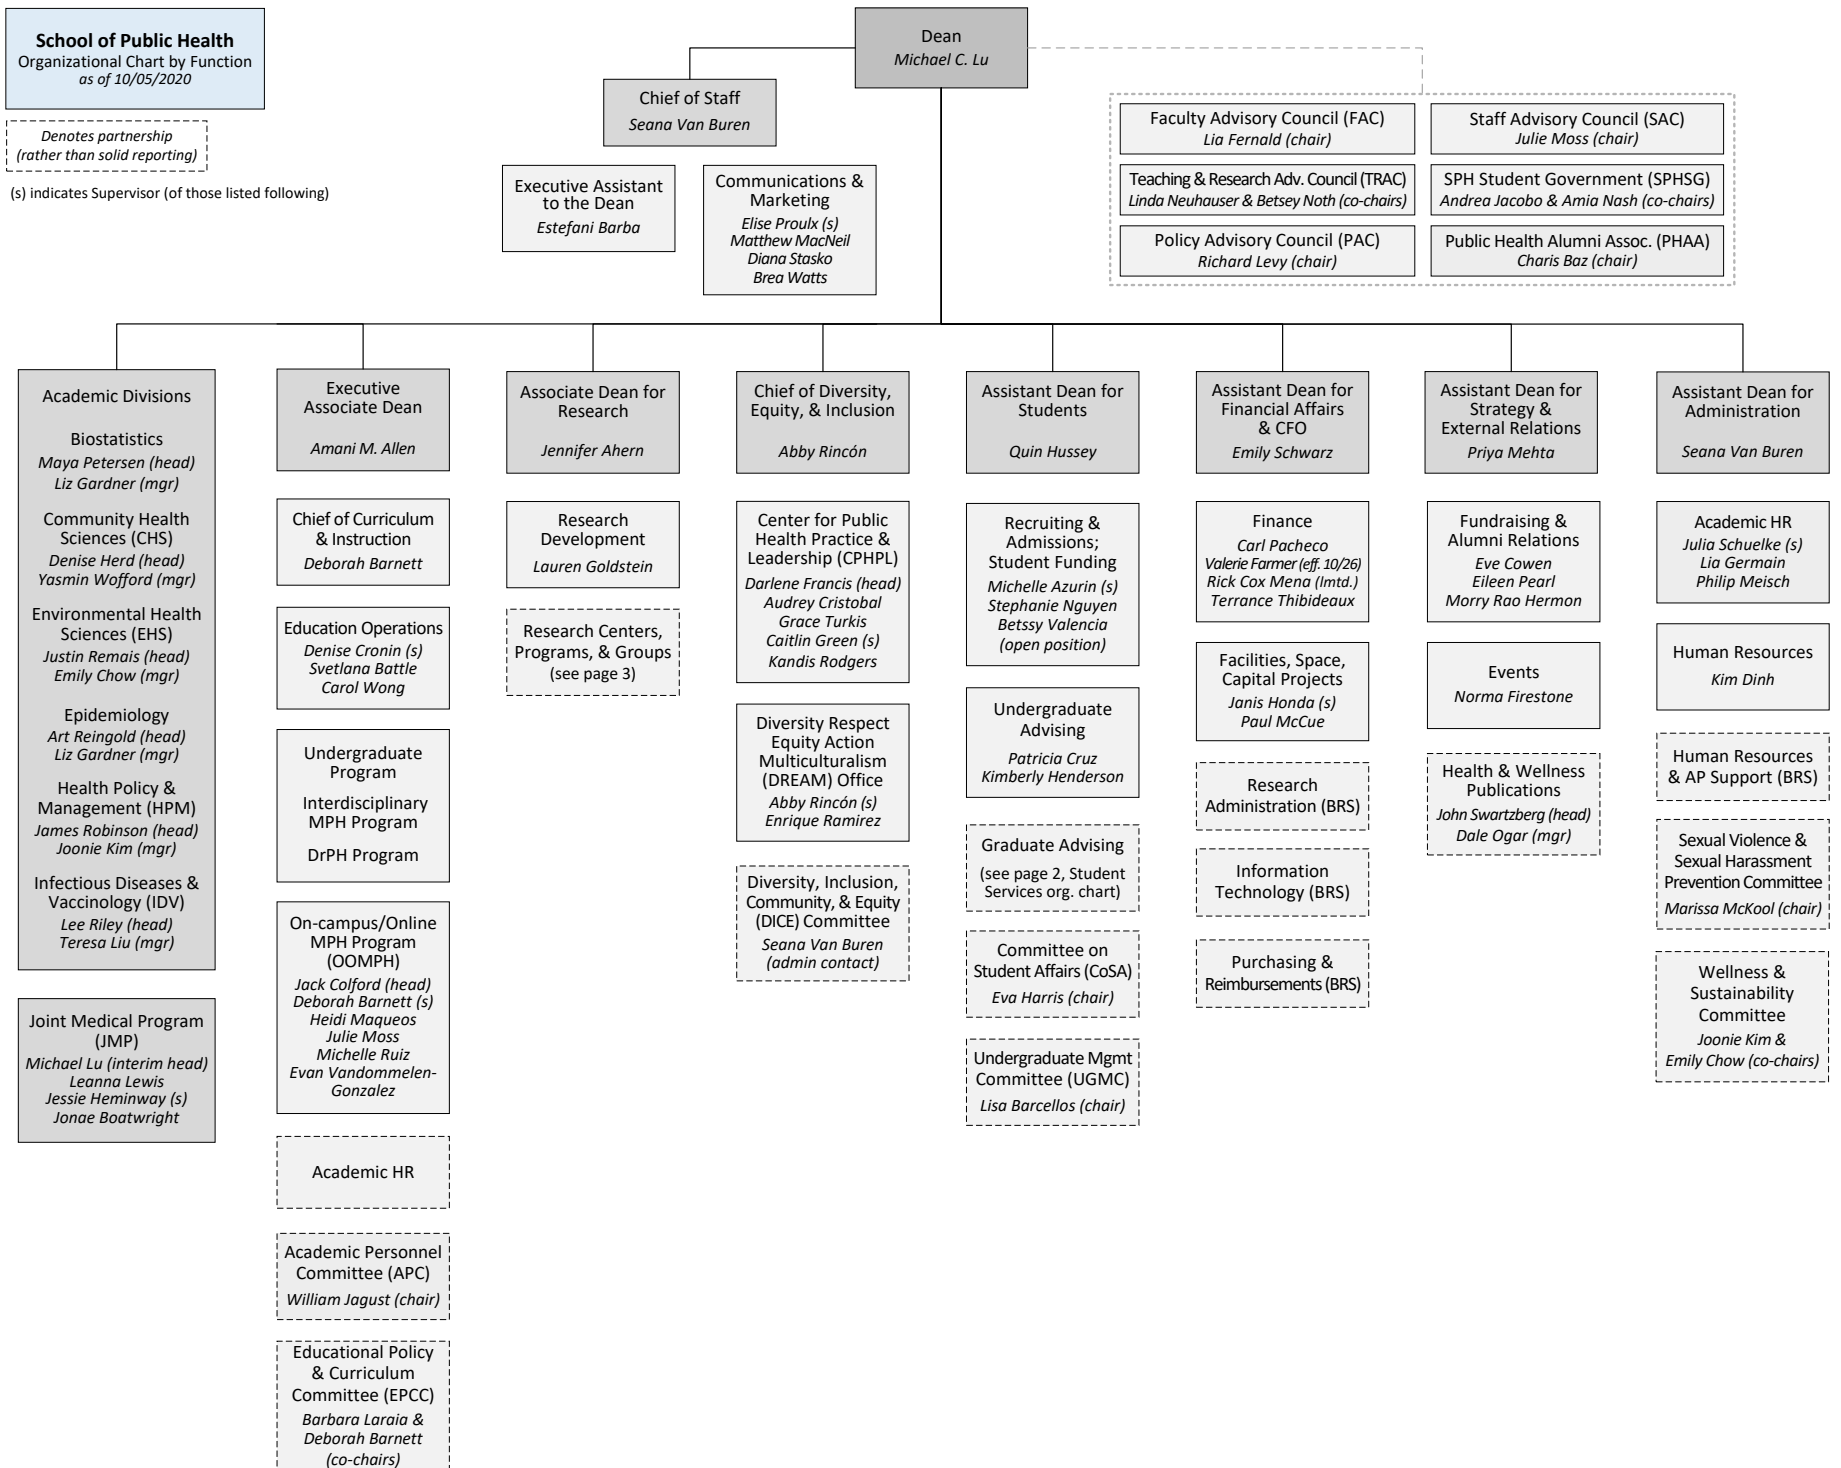 School of Public Health
Organizational Chart by Function
as of 10/05/2020
Denotes partnership
(rather than solid reporting)
(s) indicates Supervisor (of those listed following)
Dean
Michael C. Lu
Chief of Staff
Seana Van Buren
Executive Assistant
to the Dean
Estefani Barba
Communications &
Marketing
Elise Proulx (s)
Matthew MacNeil
Diana Stasko
Brea Watts
Faculty Advisory Council (FAC)
Lia Fernald (chair)
Staff Advisory Council (SAC)
Julie Moss (chair)
Teaching & Research Adv. Council (TRAC)
Linda Neuhauser & Betsey Noth (co-chairs)
SPH Student Government (SPHSG)
Andrea Jacobo & Amia Nash (co-chairs)
Policy Advisory Council (PAC)
Richard Levy (chair)
Public Health Alumni Assoc. (PHAA)
Charis Baz (chair)
Academic Divisions
Biostatistics
Maya Petersen (head)
Liz Gardner (mgr)
Community Health
Sciences (CHS)
Denise Herd (head)
Yasmin Wofford (mgr)
Environmental Health
Sciences (EHS)
Justin Remais (head)
Emily Chow (mgr)
Epidemiology
Art Reingold (head)
Liz Gardner (mgr)
Health Policy &
Management (HPM)
James Robinson (head)
Joonie Kim (mgr)
Infectious Diseases &
Vaccinology (IDV)
Lee Riley (head)
Teresa Liu (mgr)
Joint Medical Program
(JMP)
Michael Lu (interim head)
Leanna Lewis
Jessie Heminway (s)
Jonae Boatwright
Executive
Associate Dean
Amani M. Allen
Chief of Curriculum
& Instruction
Deborah Barnett
Education Operations
Denise Cronin (s)
Svetlana Battle
Carol Wong
Undergraduate
Program
Interdisciplinary
MPH Program
DrPH Program
On-campus/Online
MPH Program
(OOMPH)
Jack Colford (head)
Deborah Barnett (s)
Heidi Maqueos
Julie Moss
Michelle Ruiz
Evan Vandommelen-
Gonzalez
Academic HR
Academic Personnel
Committee (APC)
William Jagust (chair)
Educational Policy
& Curriculum
Committee (EPCC)
Barbara Laraia &
Deborah Barnett
(co-chairs)
Associate Dean for
Research
Jennifer Ahern
Research
Development
Lauren Goldstein
Research Centers,
Programs, & Groups
(see page 3)
Chief of Diversity,
Equity, & Inclusion
Abby Rincón
Center for Public
Health Practice &
Leadership (CPHPL)
Darlene Francis (head)
Audrey Cristobal
Grace Turkis
Caitlin Green (s)
Kandis Rodgers
Diversity Respect
Equity Action
Multiculturalism
(DREAM) Office
Abby Rincón (s)
Enrique Ramirez
Diversity, Inclusion,
Community, & Equity
(DICE) Committee
Seana Van Buren
(admin contact)
Assistant Dean for
Students
Quin Hussey
Recruiting &
Admissions;
Student Funding
Michelle Azurin (s)
Stephanie Nguyen
Betssy Valencia
(open position)
Undergraduate
Advising
Patricia Cruz
Kimberly Henderson
Graduate Advising
(see page 2, Student
Services org. chart)
Committee on
Student Affairs (CoSA)
Eva Harris (chair)
Undergraduate Mgmt
Committee (UGMC)
Lisa Barcellos (chair)
Assistant Dean for
Financial Affairs
& CFO
Emily Schwarz
Finance
Carl Pacheco
Valerie Farmer (eff. 10/26)
Rick Cox Mena (lmtd.)
Terrance Thibideaux
Facilities, Space,
Capital Projects
Janis Honda (s)
Paul McCue
Research
Administration (BRS)
Information
Technology (BRS)
Purchasing &
Reimbursements (BRS)
Assistant Dean for
Strategy &
External Relations
Priya Mehta
Fundraising &
Alumni Relations
Eve Cowen
Eileen Pearl
Morry Rao Hermon
Events
Norma Firestone
Health & Wellness
Publications
John Swartzberg (head)
Dale Ogar (mgr)
Assistant Dean for
Administration
Seana Van Buren
Academic HR
Julia Schuelke (s)
Lia Germain
Philip Meisch
Human Resources
Kim Dinh
Human Resources
& AP Support (BRS)
Sexual Violence &
Sexual Harassment
Prevention Committee
Marissa McKool (chair)
Wellness &
Sustainability
Committee
Joonie Kim &
Emily Chow (co-chairs)